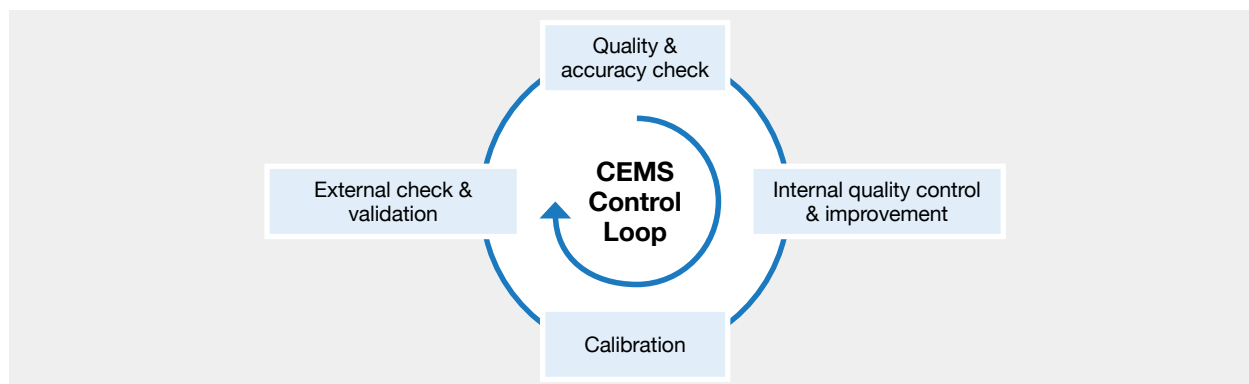 Quality &
accuracy check
External check &
validation
CEMS
Control
Loop
Internal quality control
& improvement
Calibration